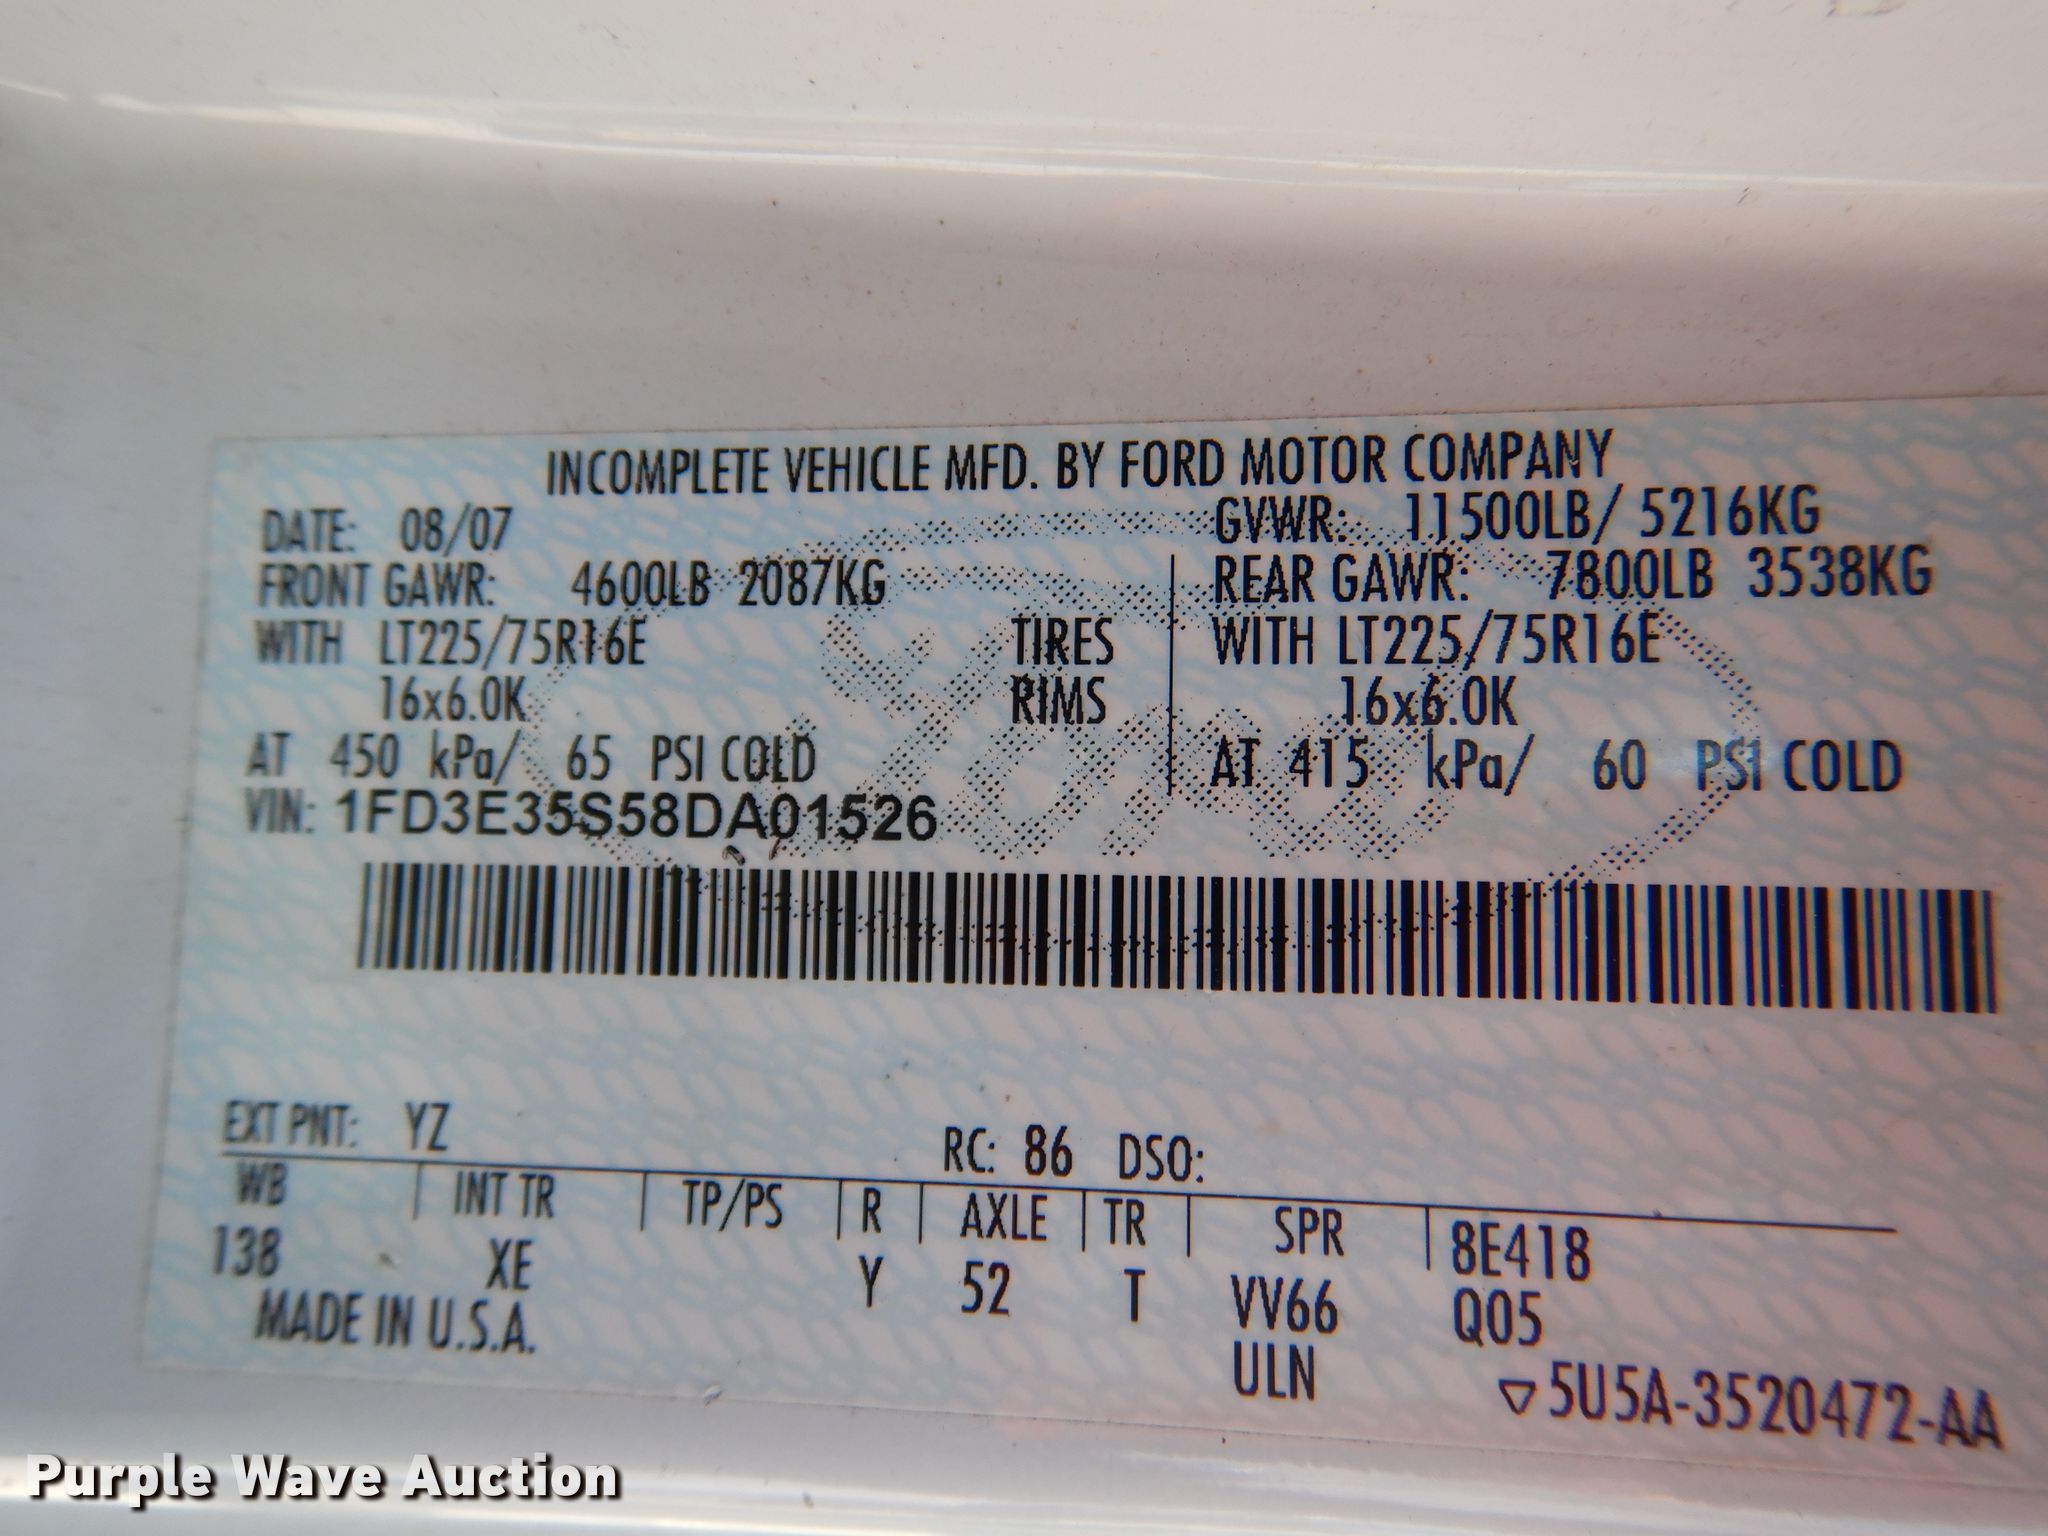 INCOMPLETE VEHICLE MFD. BY FORD MOTOR COMPANY
DATE: 08/07 GVWR: 11500LB/ 5216KG
FRONT GAWR: 4600LB 2087KG REAR GAWR: 7800LB 3538KG
WITH LT225/75R16E TIRES WITH LT225/75R16E
16x6.0K RIMS 16x6.0K
AT 450 kPa/ 65 PSI COLD AT 415 kPa/ 60 PSI COLD
VIN: 1FD3E35S58DA01526
Ford
EXT PNT: YZ RC: 86 DSO:
WB INT TR TP/PS R AXLE TR SPR 8E418
138 XE Y 52 T VV66 Q05
MADE IN U.S.A. ULN
▽5U5A-3520472-AA
Purple Wave Auction